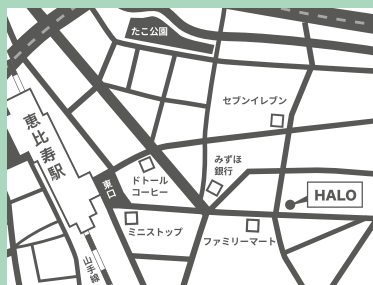 たこ公園
セブンイレブン
恵比寿駅
みずほ
銀行
ドトール
コーヒー
東口
HALO
ミニストップ
ファミリーマート
山手線